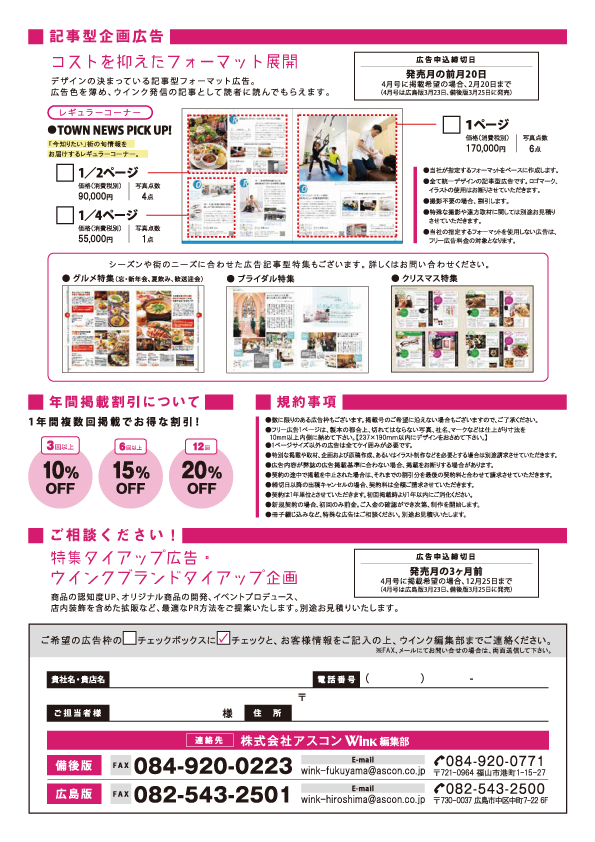 記事型企画広告
コストを抑えたフォーマット展開
デザインの決まっている記事型フォーマット広告。
広告色を薄め、ウインク発信の記事として読者に読んでもらえます。
広告申込締切日
発売月の前月20日
4月号に掲載希望の場合、2月20日まで
(4月号は広島版3月23日、備後版3月25日に発売)
レギュラーコーナー
●TOWN NEWS PICK UP!
「今知りたい」街の旬情報を
お届けするレギュラーコーナー。
1/2ページ
価格(消費税別) 写真点数
90,000円 4点
1/4ページ
価格(消費税別) 写真点数
55,000円 1点
1ページ
価格(消費税別) 写真点数
170,000円 6点
●当社が指定するフォーマットをベースに作成します。
●全て統一デザインの記事型広告です。ロゴマーク、
イラストの使用はお断りさせていただきます。
●撮影不要の場合、割引します。
●特殊な撮影や遠方取材に関しては別途お見積り
させていただきます。
●当社の指定するフォーマットを使用しない広告は、
フリー広告料金の対象となります。
シーズンや街のニーズに合わせた広告記事型特集もございます。詳しくはお問い合わせください。
●グルメ特集(忘・新年会、夏飲み、歓送迎会)
●ブライダル特集
●クリスマス特集
年間掲載割引について
1年間複数回掲載でお得な割引!
3回以上
10%
OFF
6回以上
15%
OFF
12回
20%
OFF
規約事項
●数に限りのある広告枠もございます。掲載号のご希望に沿えない場合もございますので、ご了承ください。
●フリー広告1ページは、製本の都合上、切れてはならない写真、社名、マークなどは仕上がり寸法を
10mm以上内側に納めて下さい。【237×190mm以内にデザインをおさめて下さい。】
●1ページサイズ以外の広告は全てケイ囲みが必要です。
●特別な掲載や取材、企画および原稿作成、あるいはイラスト制作などを必要とする場合は別途請求させていただきます。
●広告内容が弊誌の広告掲載基準に合わない場合、掲載をお断りする場合があります。
●契約の途中で掲載を中止された場合は、それまでの割引分を最後の契約料と合わせて請求させていただきます。
●締切日以降の出稿キャンセルの場合、契約料は全額ご請求させていただきます。
●契約は1年単位とさせていただきます。初回掲載時より1年以内にご消化ください。
●新規契約の場合、初回のみ前金。ご入金の確認ができ次第、制作を開始します。
●冊子綴じ込みなど、特殊な広告はご相談ください。別途お見積りいたします。
ご相談ください!
特集タイアップ広告・
ウインクブランドタイアップ企画
商品の認知度UP、オリジナル商品の開発、イベントプロデュース、
店内装飾を含めた拡販など、最適なPR方法をご提案いたします。別途お見積りいたします。
広告申込締切日
発売月の3ヶ月前
4月号に掲載希望の場合、12月25日まで
(4月号は広島版3月23日、備後版3月25日に発売)
ご希望の広告枠の□チェックボックスに☑チェックと、お客様情報をご記入の上、ウインク編集部までご連絡ください。
※FAX、メールにてお問い合せの場合は、両面送信して下さい。
貴社名・貴店名 電話番号 ( ) -
ご担当者様 様 住所 〒
連絡先 株式会社アスコン Wink 編集部
備後版 FAX 084-920-0223 E-mail wink-fukuyama@ascon.co.jp 084-920-0771
〒721-0964 福山市港町1-15-27
広島版 FAX 082-543-2501 E-mail wink-hiroshima@ascon.co.jp 082-543-2500
〒730-0037 広島市中区中町7-22 6F